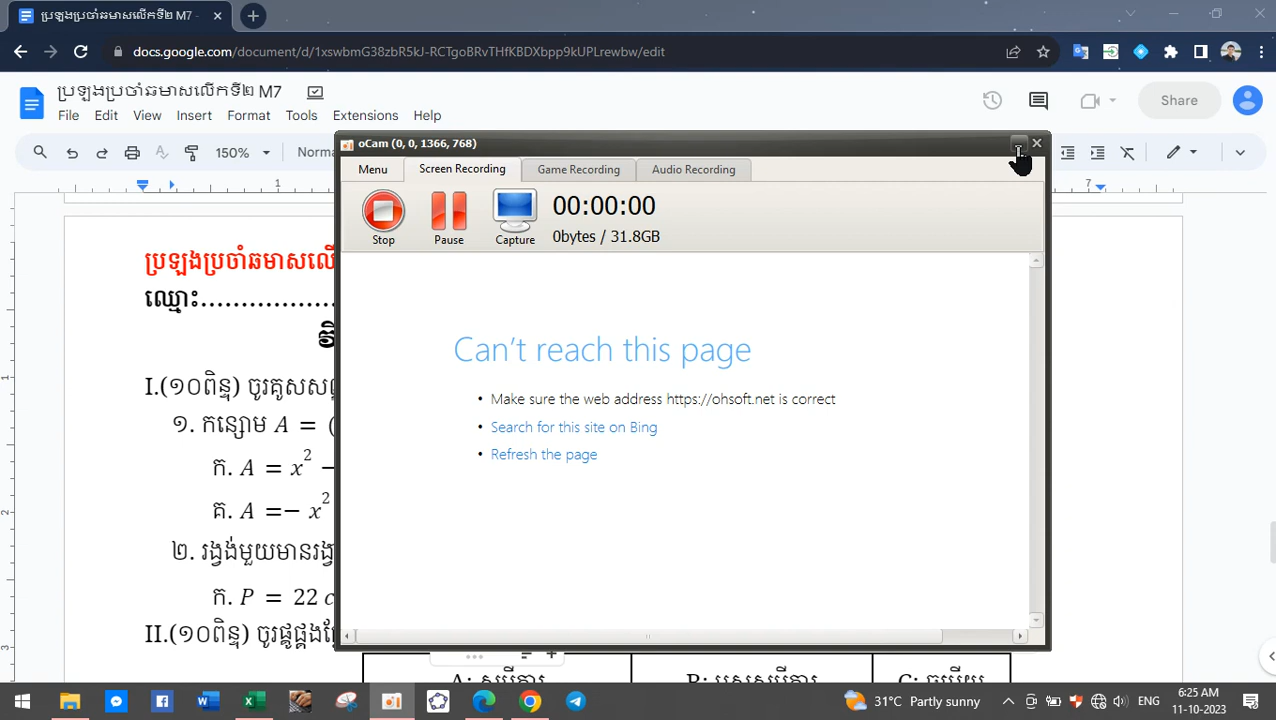 ប្រឡងប្រចាំឆមាសលើកទី២ M7 -
docs.google.com/document/d/1xswbmG38zbR5kJ-RCTgoBRvTHfKBDXbpp9kUPLrewbw/edit
ប្រឡងប្រចាំឆមាសលើកទី២ M7
Share
File Edit View Insert Format Tools Extensions Help
150% Norma
oCam (0, 0, 1366, 768)
Menu Screen Recording Game Recording Audio Recording
1 7
00:00:00
0bytes / 31.8GB
Stop Pause Capture
ប្រឡងប្រចាំឆមាសលើ
ឈ្មោះ.................
Can't reach this page
I.(១០ពិន្ទុ) ចូរគូស
• Make sure the web address https://ohsoft.net is correct
១. កន្សោម A = (
• Search for this site on Bing
• Refresh the page
ក. A = x² −
គ. A =− x²
២. រង្វង់មួយមាន
ក. P = 22 c
II.(១០ពិន្ទុ) ចូរផ្គូផ្គង
31°C Partly sunny
ENG
6:25 AM
11-10-2023